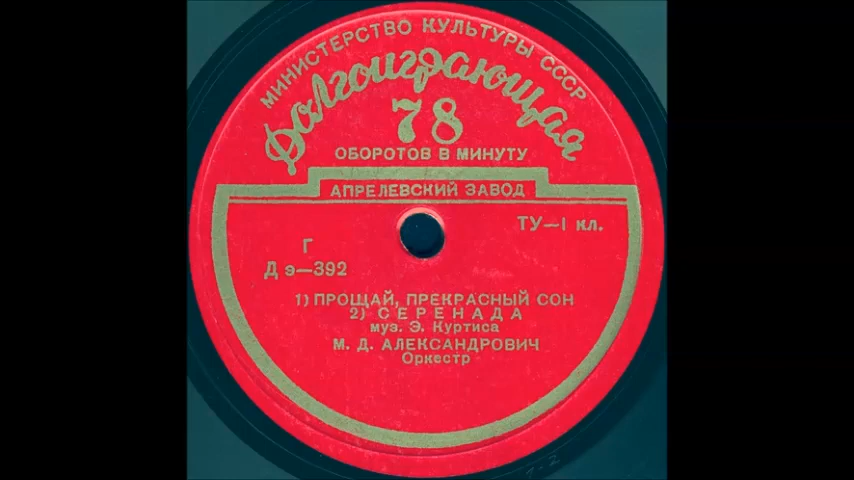 МИНИСТЕРСТВО КУЛЬТУРЫ СССР
Долгоиграющая
78
ОБОРОТОВ В МИНУТУ
АПРЕЛЕВСКИЙ ЗАВОД
ТУ—I кл.
Г
Д э—392
1) ПРОЩАЙ, ПРЕКРАСНЫЙ СОН
2) СЕРЕНАДА
муз. Э. Куртиса
М. Д. АЛЕКСАНДРОВИЧ
Оркестр